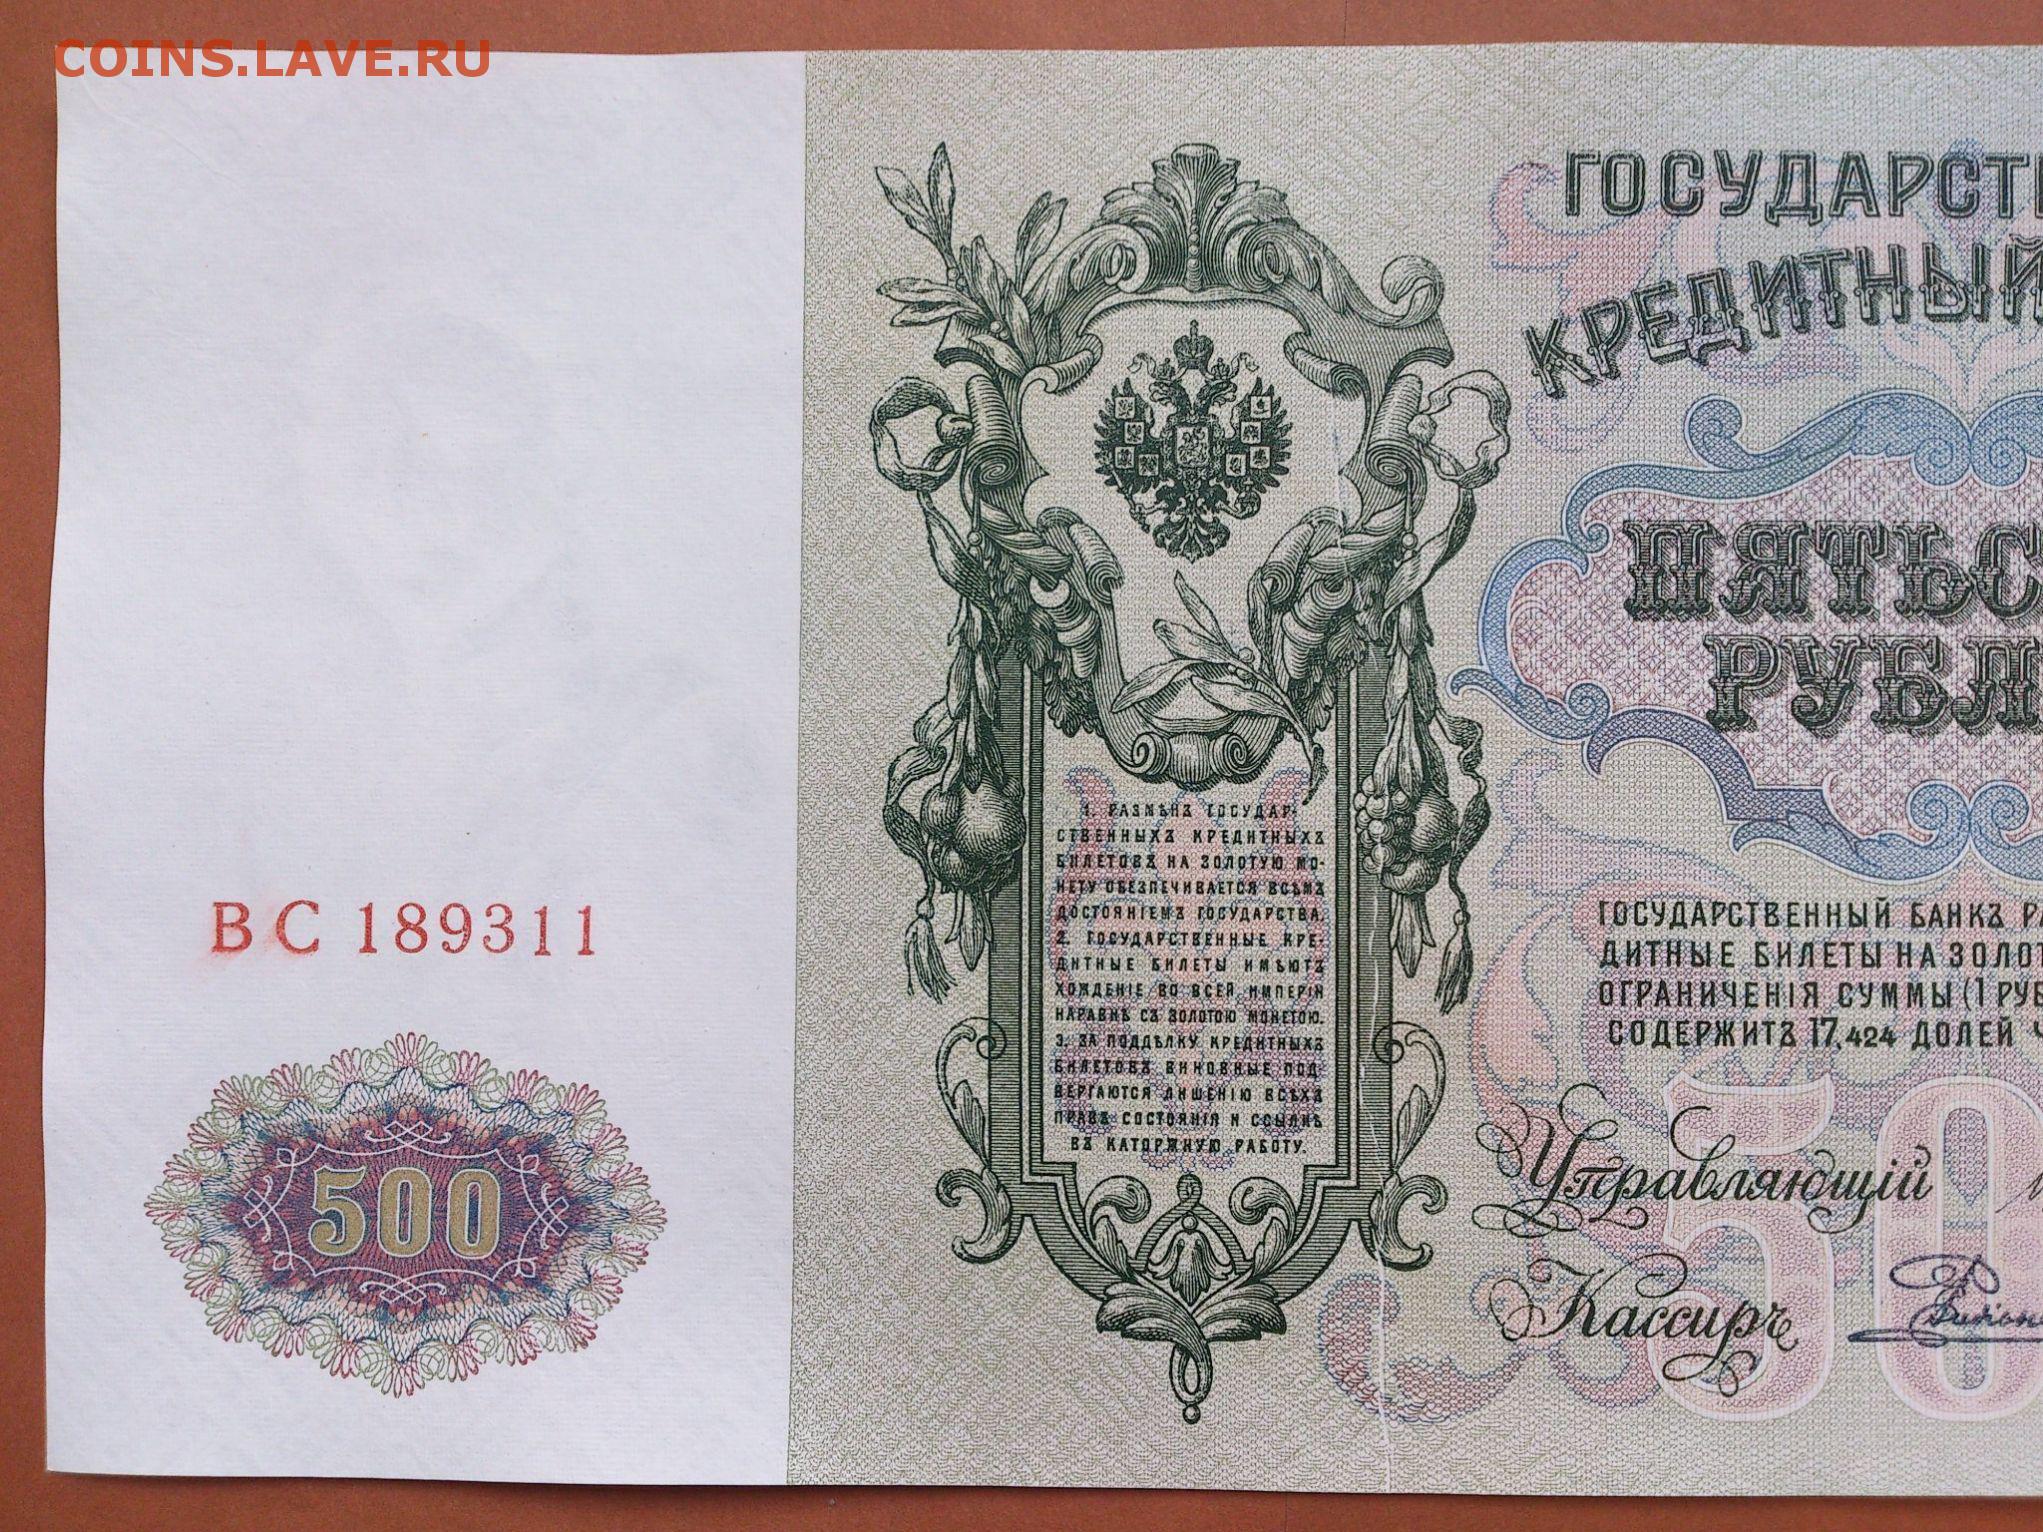 COINS.LAVE.RU
ГОСУДАРСТ
КРЕДИТНЫЙ
ПЯТЬС
РУБЛ
1. РАЗМѢНЪ ГОСУДАР-
СТВЕННЫХЪ КРЕДИТНЫХЪ
БИЛЕТОВЪ НА ЗОЛОТУЮ МО-
НЕТУ ОБЕЗПЕЧИВАЕТСЯ ВСѢМЪ
ДОСТОЯНІЕМЪ ГОСУДАРСТВА.
2. ГОСУДАРСТВЕННЫЕ КРЕ-
ДИТНЫЕ БИЛЕТЫ ИМѢЮТЪ
ХОЖДЕНІЕ ВО ВСЕЙ ИМПЕРІИ
НАРАВНѢ СЪ ЗОЛОТОЮ МОНЕТОЮ.
3. ЗА ПОДДѢЛКУ КРЕДИТНЫХЪ
БИЛЕТОВЪ ВИНОВНЫЕ ПОД-
ВЕРГАЮТСЯ ЛИШЕНІЮ ВСѢХЪ
ПРАВЪ СОСТОЯНІЯ И ССЫЛКѢ
ВЪ КАТОРЖНУЮ РАБОТУ.
ВС 189311
500
ГОСУДАРСТВЕННЫЙ БАНКЪ РА
ДИТНЫЕ БИЛЕТЫ НА ЗОЛОТ
ОГРАНИЧЕНІЯ СУММЫ (1 РУБ
СОДЕРЖИТЪ 17,424 ДОЛЕЙ Ч
50
Управляющій
Кассиръ